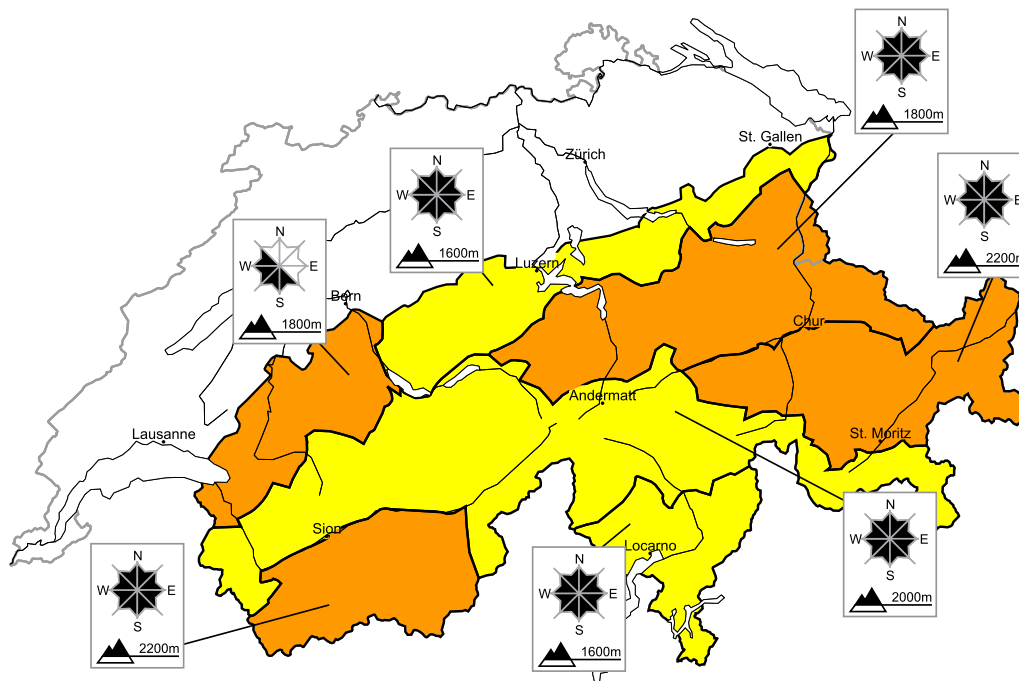 N
W E
S
1800m
St. Gallen
Zürich
N
W E
S
1600m
N
W E
S
2200m
N
W E
S
1800m
Luzern
Bern
Chur
Andermatt
Lausanne
St. Moritz
N
W E
S
2000m
Sion
Locarno
N
W E
S
2200m
N
W E
S
1600m